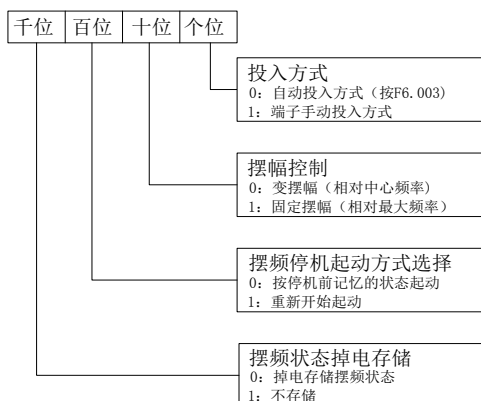 千位 百位 十位 个位
投入方式
0：自动投入方式（按F6.003)
1：端子手动投入方式
摆幅控制
0：变摆幅（相对中心频率)
1：固定摆幅（相对最大频率）
摆频停机起动方式选择
0：按停机前记忆的状态起动
1：重新开始起动
摆频状态掉电存储
0：掉电存储摆频状态
1：不存储